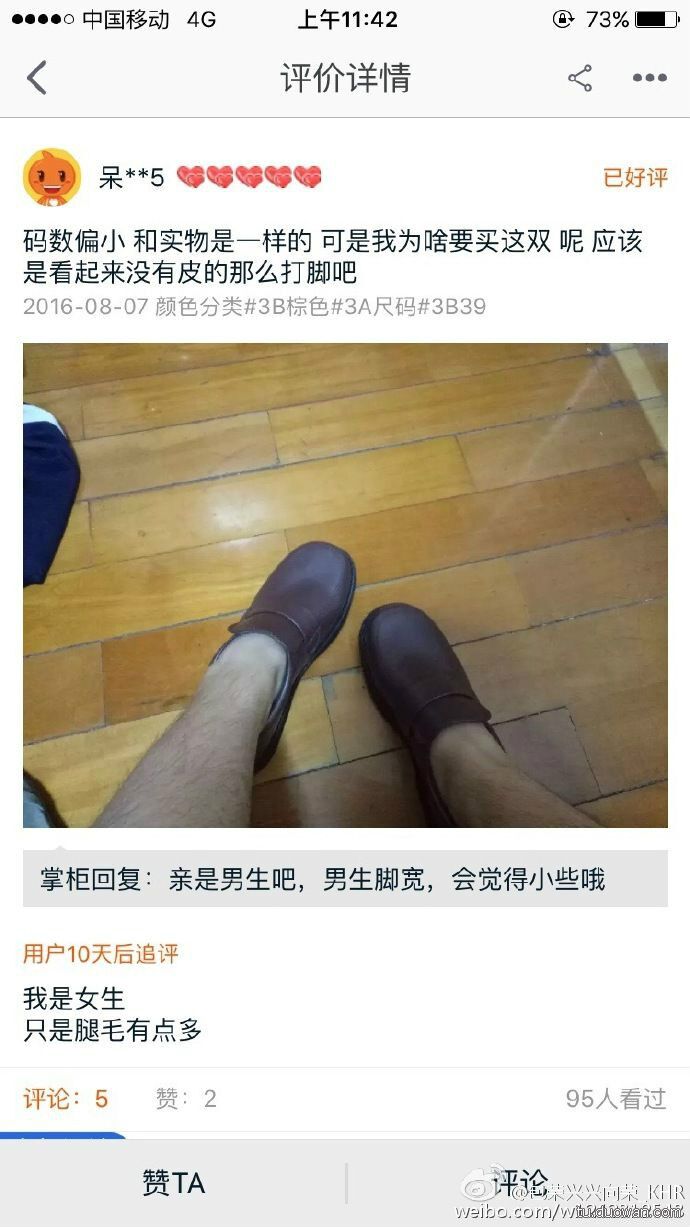 中国移动 4G 上午11:42 73%
评价详情
呆**5 已好评
码数偏小 和实物是一样的 可是我为啥要买这双 呢 应该
是看起来没有皮的那么打脚吧
2016-08-07 颜色分类#3B棕色#3A尺码#3B39
掌柜回复：亲是男生吧，男生脚宽，会觉得小些哦
用户10天后追评
我是女生
只是腿毛有点多
评论：5 赞：2 95人看过
赞TA 评论